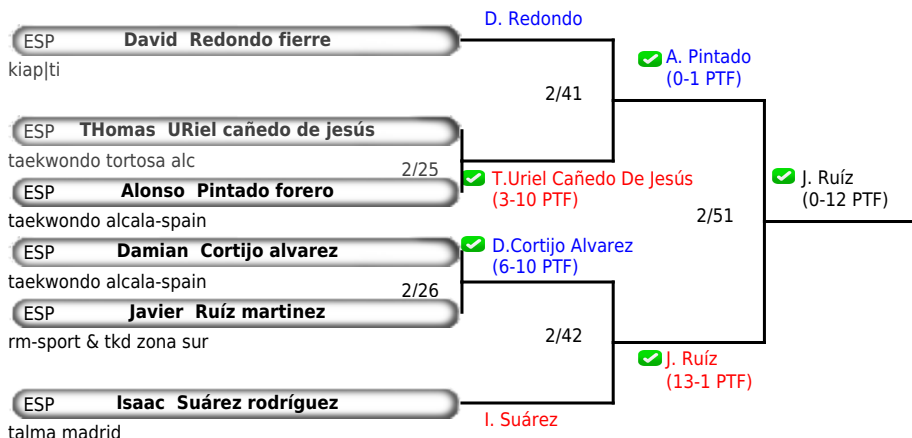 D. Redondo
ESP David Redondo fierre
kiap|ti
A. Pintado
(0-1 PTF)
2/41
ESP THomas URiel cañedo de jesús
taekwondo tortosa alc
2/25
T.Uriel Cañedo De Jesús
(3-10 PTF)
ESP Alonso Pintado forero
taekwondo alcala-spain
J. Ruíz
(0-12 PTF)
2/51
ESP Damian Cortijo alvarez
taekwondo alcala-spain
D.Cortijo Alvarez
(6-10 PTF)
2/26
ESP Javier Ruíz martinez
rm-sport & tkd zona sur
2/42
J. Ruíz
(13-1 PTF)
ESP Isaac Suárez rodríguez
talma madrid
I. Suárez